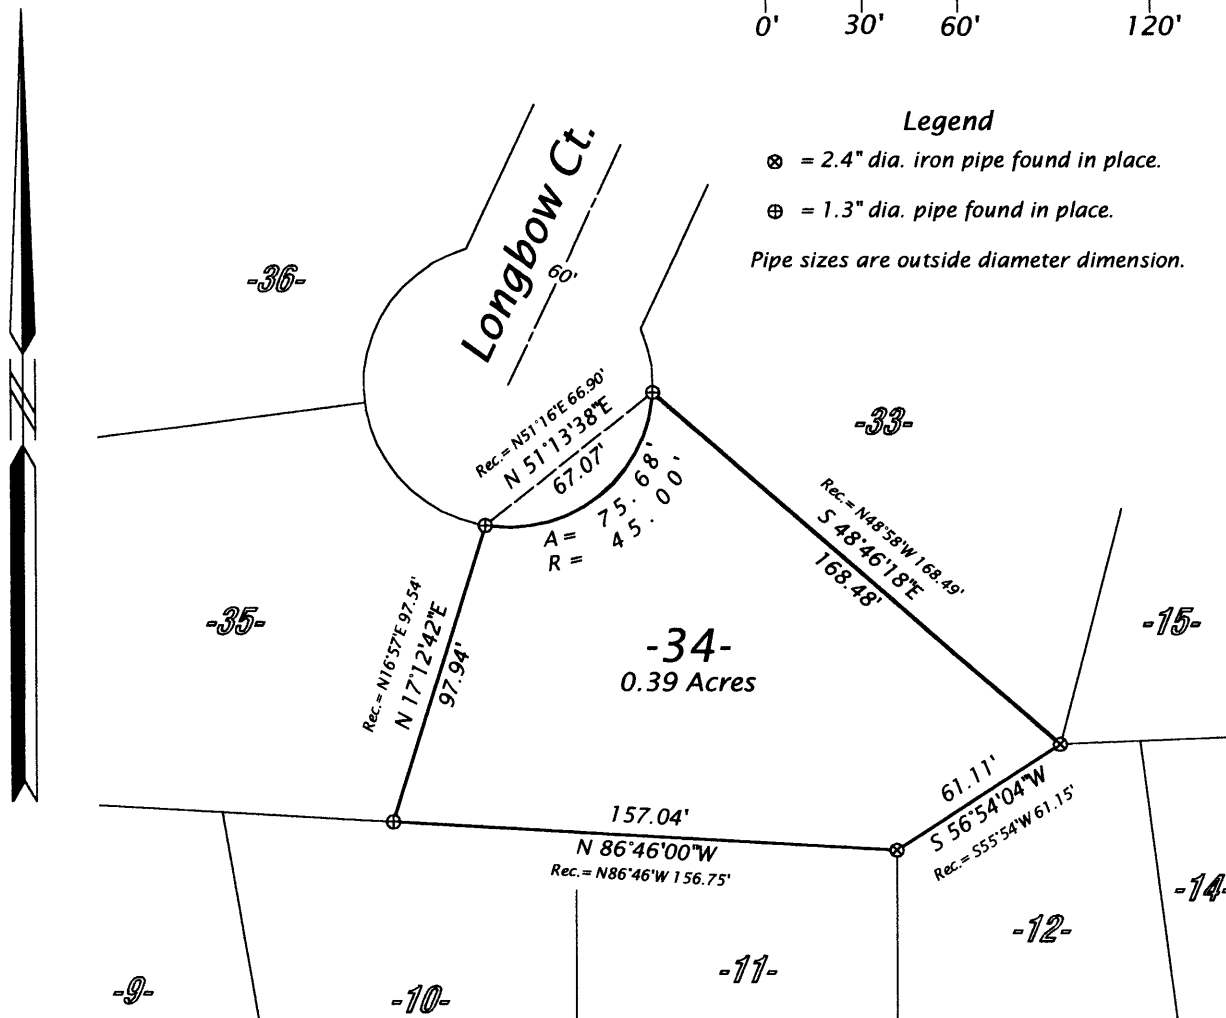 0' 30' 60' 120'
Legend
⊗ = 2.4" dia. iron pipe found in place.
⊕ = 1.3" dia. pipe found in place.
Pipe sizes are outside diameter dimension.
Longbow Ct.
60'
-36-
Rec.= N51°16'E 66.90'
N 51°13'38"E
67.07'
A= 75.68'
R = 45.00'
-33-
Rec.= N48°58'W 168.49'
S 48°46'18"E
168.48'
-35-
Rec.= N16°57'E 97.54'
N 17°12'42"E
97.94'
-34-
0.39 Acres
-15-
61.11'
S 56°54'04"W
Rec.= S55°54'W 61.15'
157.04'
N 86°46'00"W
Rec.= N86°46'W 156.75'
-14-
-12-
-11-
-10-
-9-